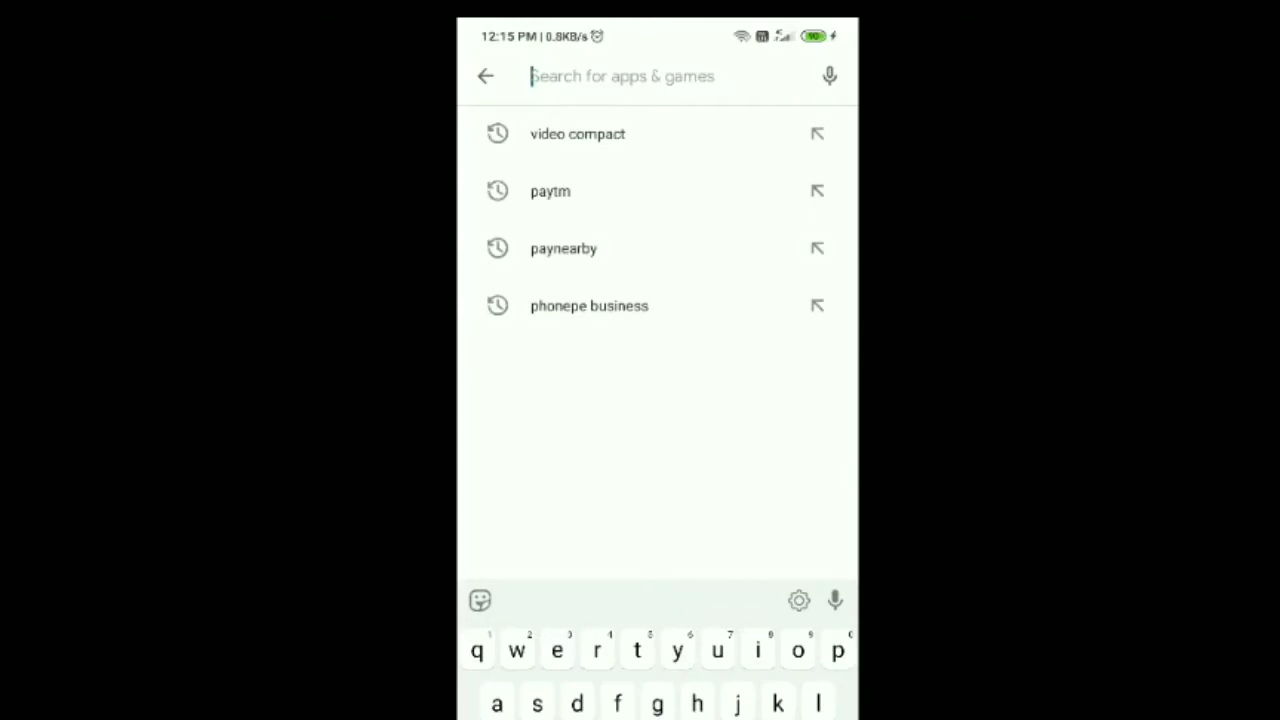 12:15 PM | 0.8KB/s
90
Search for apps & games
video compact
paytm
paynearby
phonepe business
1 2 3 4 5 6 7 8 9 0
q w e r t y u i o p
a s d f g h j k l